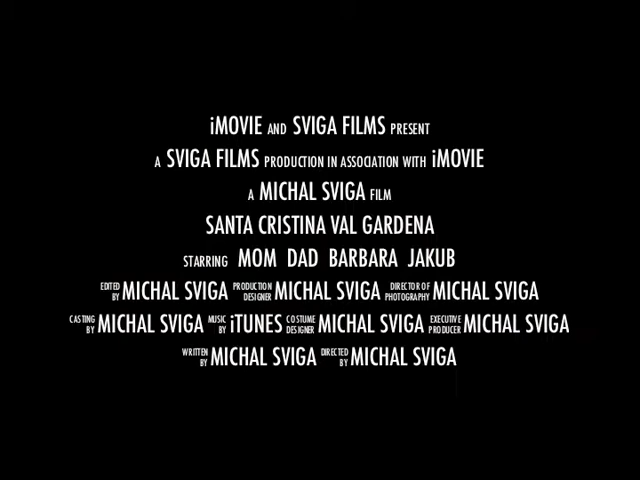 iMOVIE AND SVIGA FILMS PRESENT
A SVIGA FILMS PRODUCTION IN ASSOCIATION WITH iMOVIE
A MICHAL SVIGA FILM
SANTA CRISTINA VAL GARDENA
STARRING MOM DAD BARBARA JAKUB
EDITED BY MICHAL SVIGA PRODUCTION DESIGNER MICHAL SVIGA DIRECTOR OF PHOTOGRAPHY MICHAL SVIGA
CASTING BY MICHAL SVIGA MUSIC BY iTUNES COSTUME DESIGNER MICHAL SVIGA EXECUTIVE PRODUCER MICHAL SVIGA
WRITTEN BY MICHAL SVIGA DIRECTED BY MICHAL SVIGA